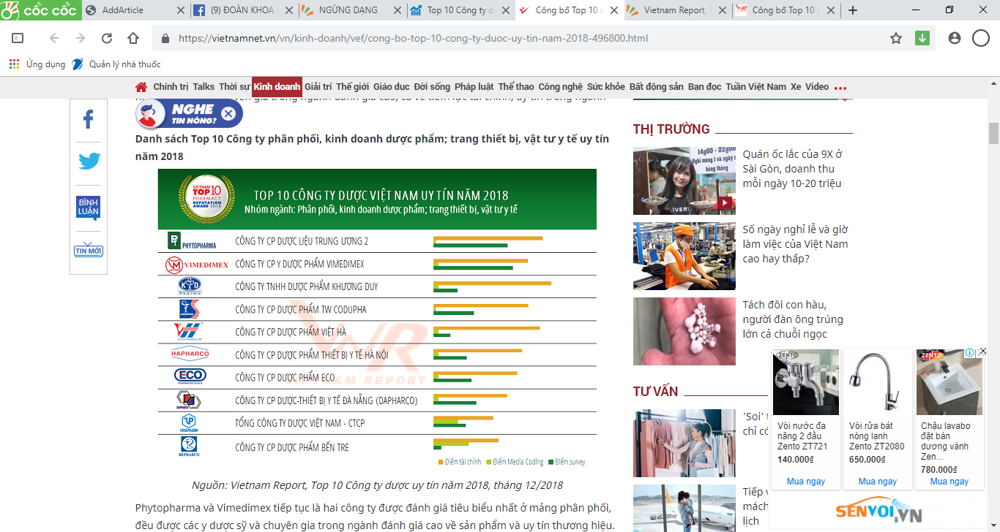 CỐC CỐC
AddArticle
(9) ĐOÀN KHOA
NGỪNG DẠNG
Top 10 Công ty d
Công bố Top 10
Vietnam Report,
Công bố Top 10
https://vietnamnet.vn/vn/kinh-doanh/vef/cong-bo-top-10-cong-ty-duoc-uy-tin-nam-2018-496800.html
Ứng dụng
Quản lý nhà thuốc
Chính trị Talks Thời sự Kinh doanh Giải trí Thế giới Giáo dục Đời sống Pháp luật Thể thao Công nghệ Sức khỏe Bất động sản Bạn đọc Tuần Việt Nam Xe Video
BÌNH
LUẬN
TIN MỚI
NGHE
TIN NÓNG?
Danh sách Top 10 Công ty phân phối, kinh doanh dược phẩm; trang thiết bị, vật tư y tế uy tín
năm 2018
VIETNAM
TOP 10
PHARMACY
REPUTATION
AWARD 2018
TOP 10 CÔNG TY DƯỢC VIỆT NAM UY TÍN NĂM 2018
Nhóm ngành: Phân phối, kinh doanh dược phẩm; trang thiết bị, vật tư y tế
PHYTOPHARMA CÔNG TY CP DƯỢC LIỆU TRUNG ƯƠNG 2
VIMEDIMEX CÔNG TY CP Y DƯỢC PHẨM VIMEDIMEX
CÔNG TY TNHH DƯỢC PHẨM KHƯƠNG DUY
CODUPHA CÔNG TY CP DƯỢC PHẨM TW CODUPHA
CÔNG TY CP DƯỢC PHẨM VIỆT HÀ
HAPHARCO CÔNG TY CP DƯỢC PHẨM THIẾT BỊ Y TẾ HÀ NỘI
ECO CÔNG TY CP DƯỢC PHẨM ECO
DAPHARCO CÔNG TY CP DƯỢC-THIẾT BỊ Y TẾ ĐÀ NẴNG (DAPHARCO)
VINAPHARM TỔNG CÔNG TY DƯỢC VIỆT NAM - CTCP
BEPHARCO CÔNG TY CP DƯỢC PHẨM BẾN TRE
VNR
VIETNAM REPORT
Điểm tài chính Điểm Media Coding Điểm survey
Nguồn: Vietnam Report, Top 10 Công ty dược uy tín năm 2018, tháng 12/2018
Phytopharma và Vimedimex tiếp tục là hai công ty được đánh giá tiêu biểu nhất ở mảng phân phối,
đều được các y dược sỹ và chuyên gia trong ngành đánh giá cao về sản phẩm và uy tín thương hiệu.
THỊ TRƯỜNG
14g00 - 22g00
Quán ốc lắc của 9X ở
Sài Gòn, doanh thu
mỗi ngày 10-20 triệu
Số ngày nghỉ lễ và giờ
làm việc của Việt Nam
cao hay thấp?
Tách đôi con hàu,
người đàn ông trúng
lớn cả chuỗi ngọc
TƯ VẤN
'Soi'
chỉ
Tiếp
mách
lịch
ZENTO
ZENTO
Vòi nước đa
năng 2 đầu
Zento ZT721
140.000₫
Mua ngay
Vòi rửa bát
nóng lạnh
Zento ZT2080
650.000₫
Mua ngay
Chậu lavabo
đặt bàn
dương vành
Zen...
780.000₫
Mua ngay
SENVOI.VN